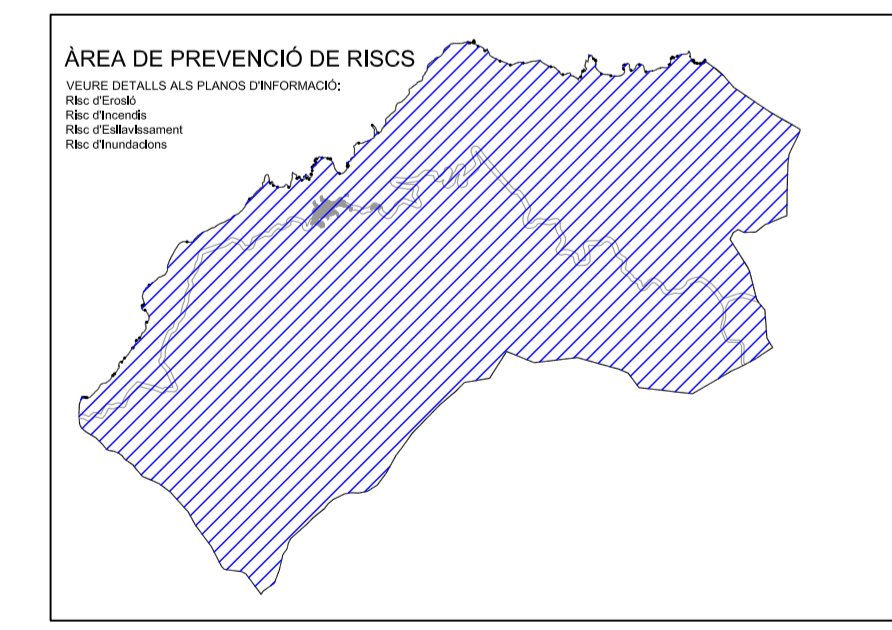 ÀREA DE PREVENCIÓ DE RISCS
VEURE DETALLS ALS PLANOS D'INFORMACIÓ:
Risc d'Erosió
Risc d'Incendis
Risc d'Esllavissament
Risc d'Inundacions